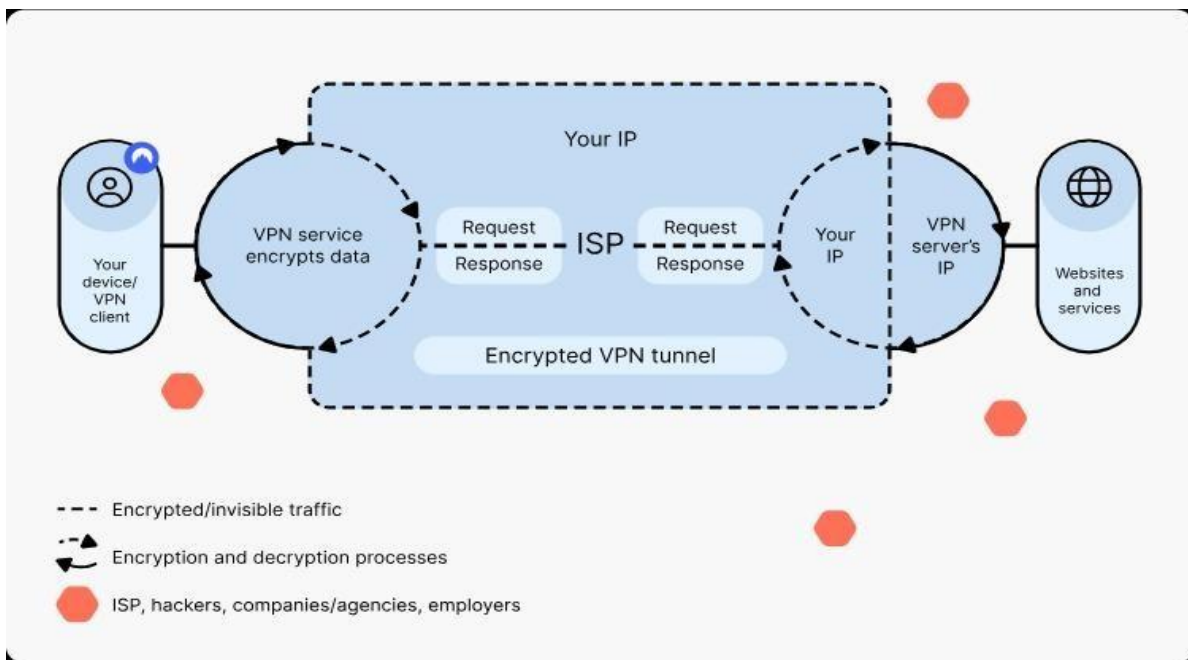 Your IP
Your
device/
VPN
client
VPN service
encrypts data
Request
Response
ISP
Request
Response
Your
IP
VPN
server's
IP
Websites
and
services
Encrypted VPN tunnel
Encrypted/invisible traffic
Encryption and decryption processes
ISP, hackers, companies/agencies, employers